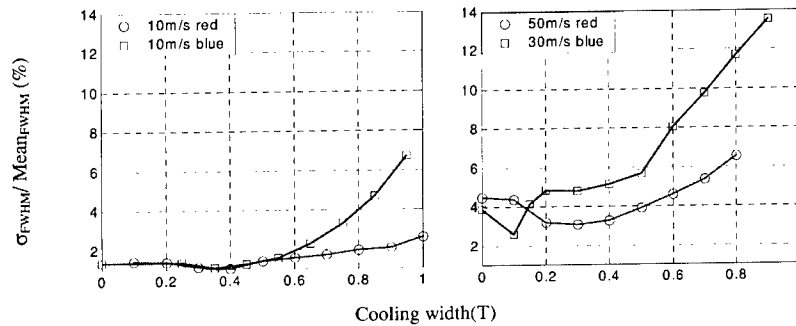 14
12
10
8
6
4
2
10m/s red
10m/s blue
0 0.2 0.4 0.6 0.8 1
14
12
10
8
6
4
2
50m/s red
30m/s blue
0 0.2 0.4 0.6 0.8
σFWHM/ MeanFWHM (%)
Cooling width(T)